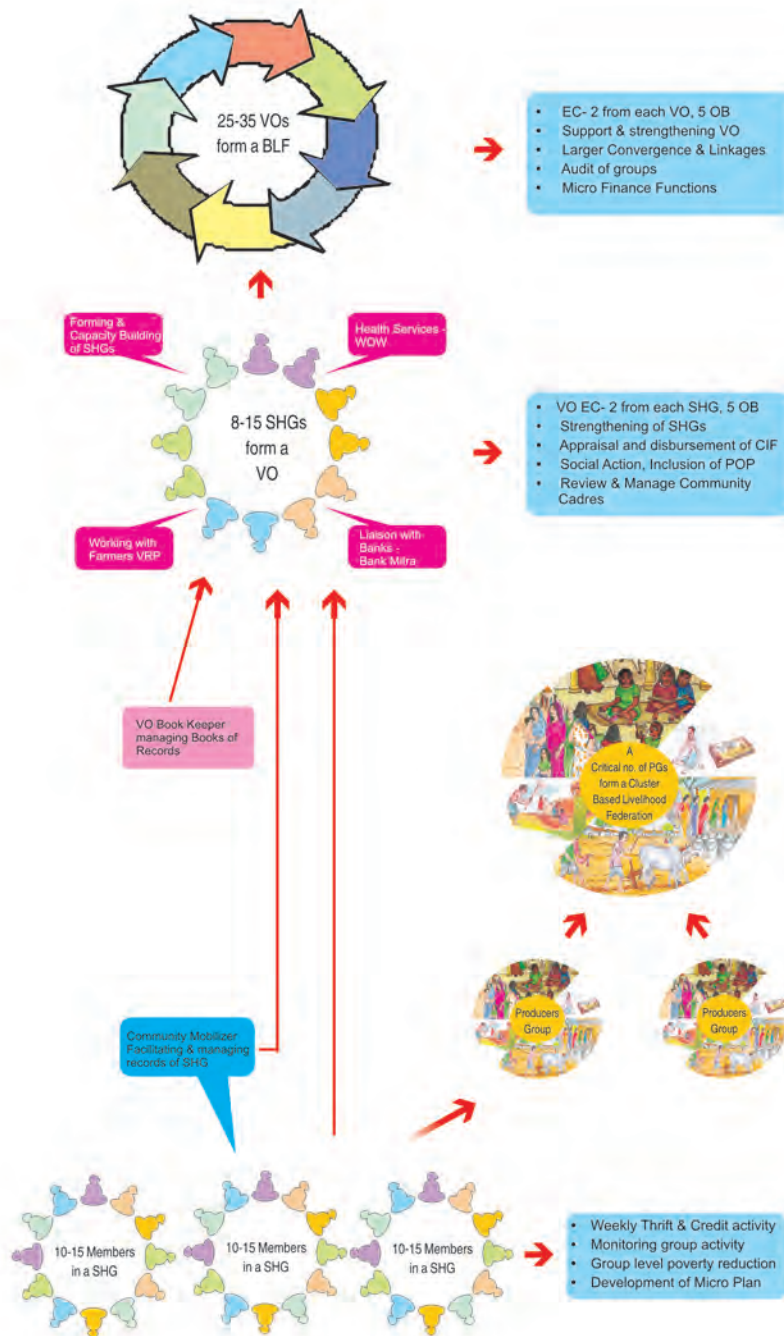 25-35 VOs
form a BLF
• EC- 2 from each VO, 5 OB
• Support & strengthening VO
• Larger Convergence & Linkages
• Audit of groups
• Micro Finance Functions
Forming &
Capacity Building
of SHGs
Health Services -
WDW
8-15 SHGs
form a
VO
• VO EC- 2 from each SHG, 5 OB
• Strengthening of SHGs
• Appraisal and disbursement of CIF
• Social Action, Inclusion of POP
• Review & Manage Community
Cadres
Working with
Farmers VRP
Liaison with
Banks -
Bank Mitra
VO Book Keeper
managing Books of
Records
A
Critical no. of PGs
form a Cluster
Based Livelihood
Federation
Producers
Group
Producers
Group
Community Mobilizer
Facilitating & managing
records of SHG
10-15 Members
in a SHG
10-15 Members
in a SHG
10-15 Members
in a SHG
• Weekly Thrift & Credit activity
• Monitoring group activity
• Group level poverty reduction
• Development of Micro Plan